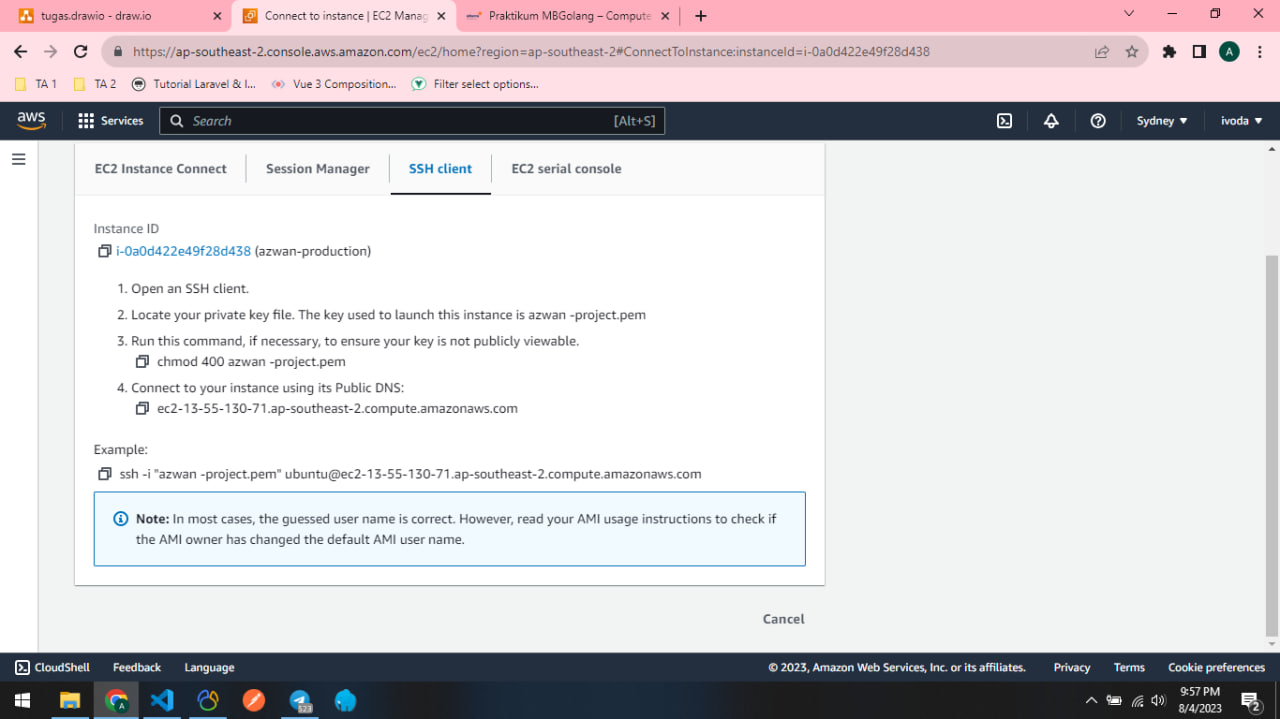 tugas.drawio - draw.io
Connect to instance | EC2 Manag
Praktikum MBGolang – Compute
https://ap-southeast-2.console.aws.amazon.com/ec2/home?region=ap-southeast-2#ConnectToInstance:instanceId=i-0a0d422e49f28d438
A
TA 1
TA 2
Tutorial Laravel & I...
Vue 3 Composition...
Filter select options...
aws
Services
Search
[Alt+S]
Sydney
ivoda
EC2 Instance Connect
Session Manager
SSH client
EC2 serial console
Instance ID
i-0a0d422e49f28d438 (azwan-production)
1. Open an SSH client.
2. Locate your private key file. The key used to launch this instance is azwan -project.pem
3. Run this command, if necessary, to ensure your key is not publicly viewable.
chmod 400 azwan -project.pem
4. Connect to your instance using its Public DNS:
ec2-13-55-130-71.ap-southeast-2.compute.amazonaws.com
Example:
ssh -i "azwan -project.pem" ubuntu@ec2-13-55-130-71.ap-southeast-2.compute.amazonaws.com
Note: In most cases, the guessed user name is correct. However, read your AMI usage instructions to check if
the AMI owner has changed the default AMI user name.
Cancel
CloudShell
Feedback
Language
© 2023, Amazon Web Services, Inc. or its affiliates.
Privacy
Terms
Cookie preferences
A
523
9:57 PM
8/4/2023
2